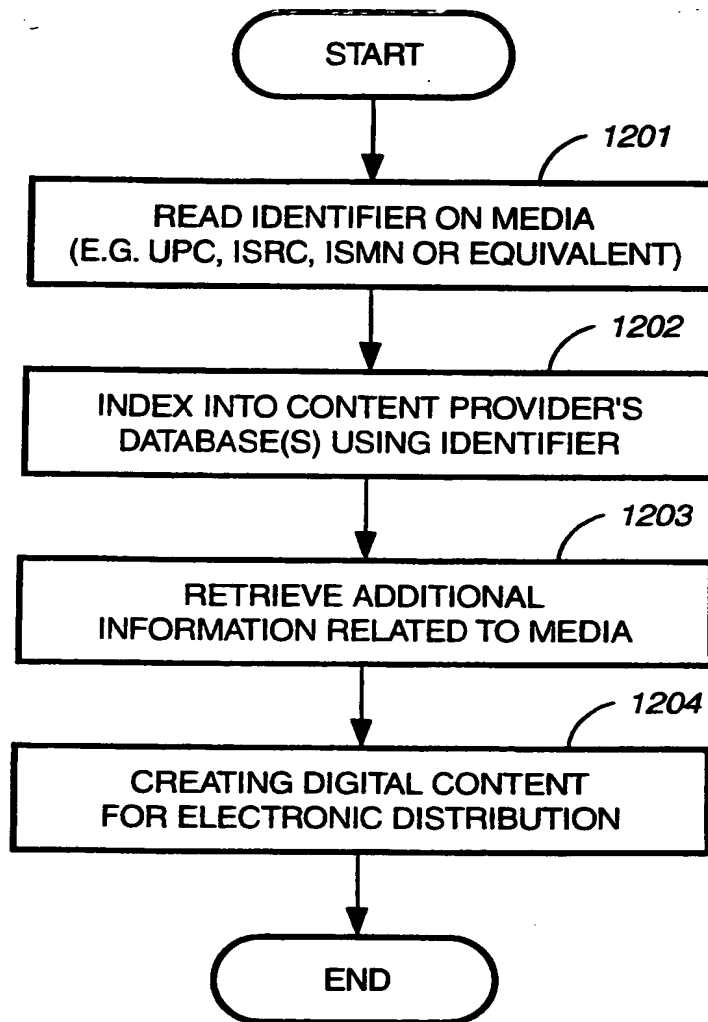 START
1201
READ IDENTIFIER ON MEDIA
(E.G. UPC, ISRC, ISMN OR EQUIVALENT)
1202
INDEX INTO CONTENT PROVIDER'S
DATABASE(S) USING IDENTIFIER
1203
RETRIEVE ADDITIONAL
INFORMATION RELATED TO MEDIA
1204
CREATING DIGITAL CONTENT
FOR ELECTRONIC DISTRIBUTION
END